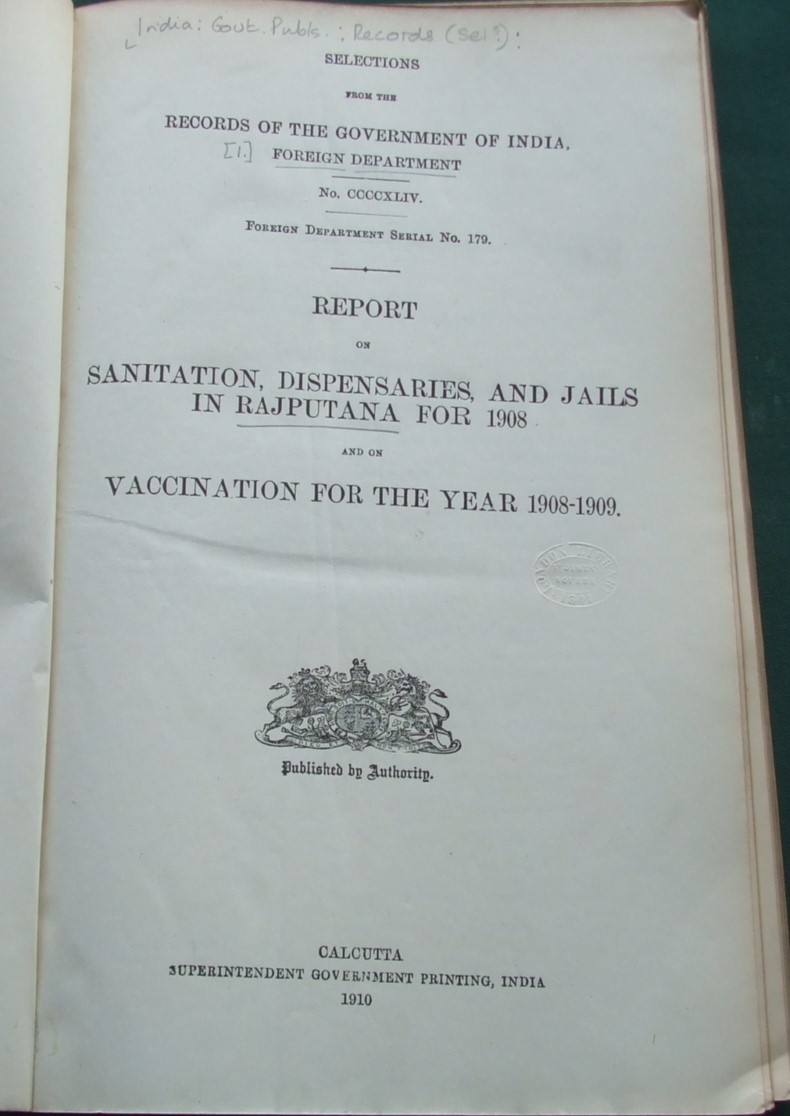 India: Govt. Publs.: Records (Sel?):
SELECTIONS
FROM THE
RECORDS OF THE GOVERNMENT OF INDIA,
[1.] FOREIGN DEPARTMENT
No. CCCCXLIV.
FOREIGN DEPARTMENT SERIAL No. 179.
REPORT
ON
SANITATION, DISPENSARIES, AND JAILS
IN RAJPUTANA FOR 1908
AND ON
VACCINATION FOR THE YEAR 1908-1909.
LONDON LIBRARY
Published by Authority.
CALCUTTA
SUPERINTENDENT GOVERNMENT PRINTING, INDIA
1910